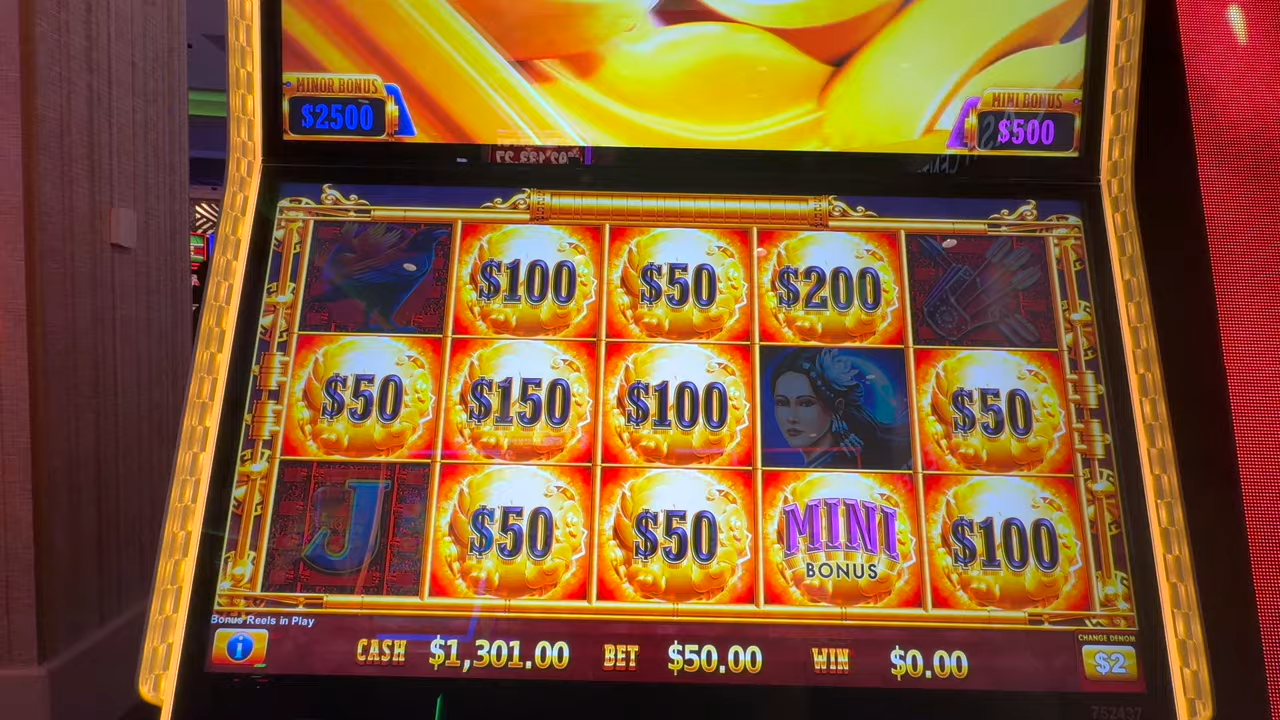 MINOR BONUS
$2500
MINI BONUS
$500
$100
$50
$200
$50
$150
$100
$50
J
$50
$50
MINI
BONUS
$100
Bonus Reels in Play
CASH $1,301.00 BET $50.00 WIN $0.00
CHANGE DENOM
$2
752437